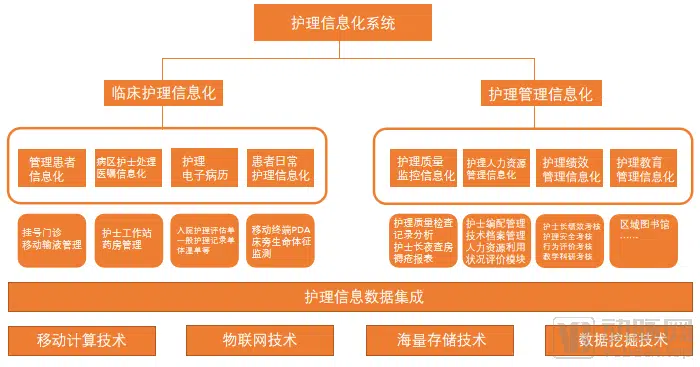 护理信息化系统
临床护理信息化
护理管理信息化
管理患者
信息化
病区护士处理
医嘱信息化
护理
电子病历
患者日常
护理信息化
护理质量
监控信息化
护理人力资源
管理信息化
护理绩效
管理信息化
护理教育
管理信息化
挂号门诊
移动输液管理
护士工作站
药房管理
入院护理评估单
一般护理记录单
体温单等
移动终端PDA
床旁生命体征
监测
护理质量检查
记录分析
护士长夜查房
褥疮报表
护士编配管理
技术档案管理
人力资源利用
状况评价模块
护士长绩效考核
护理安全考核
行为评价考核
教学科研考核
区域图书馆
……
护理信息数据集成
移动计算技术
物联网技术
海量存储技术
数据挖掘技术
动脉网